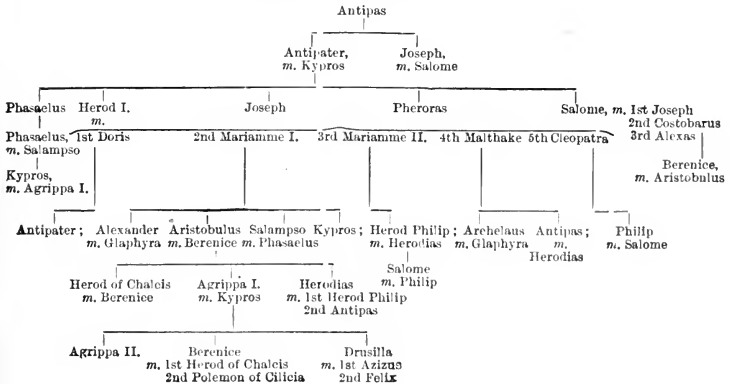 Antipas
Antipater, Joseph,
m. Kypros m. Salome
Phasaelus Herod I. Joseph Pheroras Salome, m. 1st Joseph
m. 2nd Costobarus
Phasaelus, 1st Doris 2nd Mariamme I. 3rd Mariamme II. 4th Malthake 5th Cleopatra 3rd Alexas
m. Salampso
Berenice,
Kypros, m. Aristobulus
m. Agrippa I.
Antipater; Alexander Aristobulus Salampso Kypros; Herod Philip; Archelaus Antipas; Philip
m. Glaphyra m. Berenice m. Phasaelus m. Herodias m. Glaphyra m. m. Salome
Herodias
Salome
m. Philip
Herod of Chalcis Agrippa I. Herodias
m. Berenice m. Kypros m. 1st Herod Philip
2nd Antipas
Agrippa II. Berenice Drusilla
m. 1st Herod of Chalcis m. 1st Azizus
2nd Polemon of Cilicia 2nd Felix